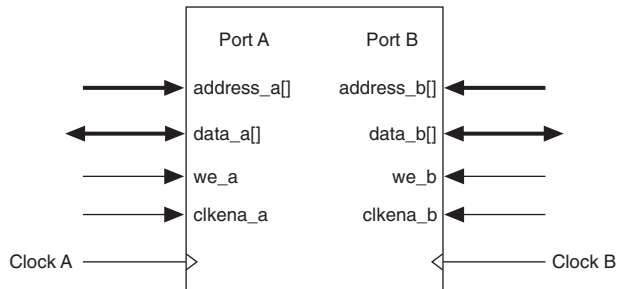 Port A Port B
address_a[] address_b[]
data_a[] data_b[]
we_a we_b
clkena_a clkena_b
Clock A Clock B